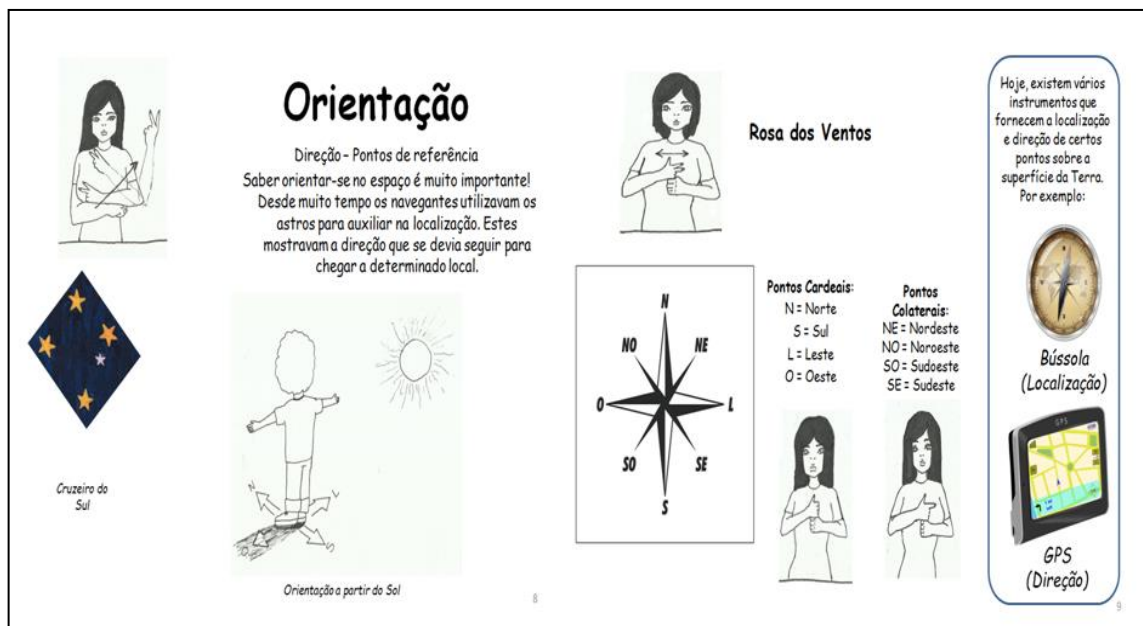 Orientação
Direção – Pontos de referência
Saber orientar-se no espaço é muito importante!
Desde muito tempo os navegantes utilizavam os
astros para auxiliar na localização. Estes
mostravam a direção que se devia seguir para
chegar a determinado local.
Cruzeiro do
Sul
N
L
S
Orientação a partir do Sol
8
Rosa dos Ventos
N
NO
NE
O
L
SO
SE
S
Pontos Cardeais:
N = Norte
S = Sul
L = Leste
O = Oeste
Pontos
Colaterais:
NE = Nordeste
NO = Noroeste
SO = Sudoeste
SE = Sudeste
Hoje, existem vários
instrumentos que
fornecem a localização
e direção de certos
pontos sobre a
superfície da Terra.
Por exemplo:
Bússola
(Localização)
GPS
GPS
(Direção)
9